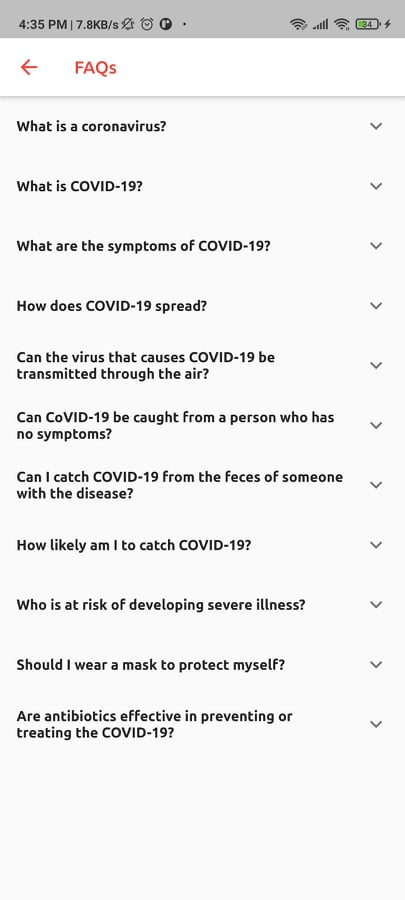 4:35 PM | 7.8KB/s
34
FAQs
What is a coronavirus?
What is COVID-19?
What are the symptoms of COVID-19?
How does COVID-19 spread?
Can the virus that causes COVID-19 be
transmitted through the air?
Can CoVID-19 be caught from a person who has
no symptoms?
Can I catch COVID-19 from the feces of someone
with the disease?
How likely am I to catch COVID-19?
Who is at risk of developing severe illness?
Should I wear a mask to protect myself?
Are antibiotics effective in preventing or
treating the COVID-19?